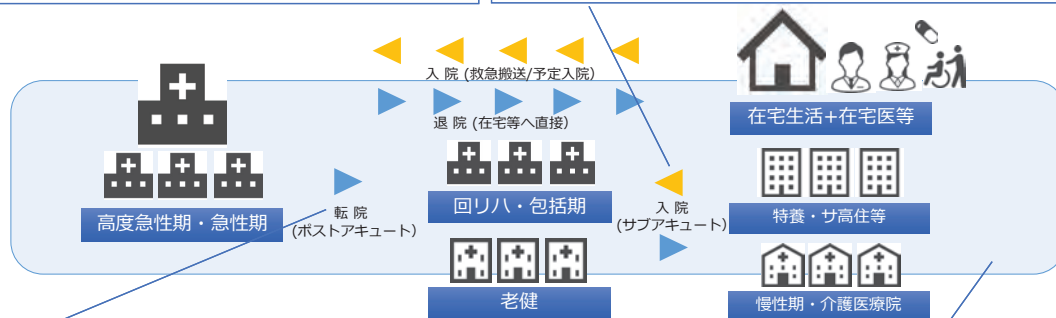 入 院 (救急搬送/予定入院)
退 院 (在宅等へ直接)
在宅生活+在宅医等
高度急性期・急性期
転 院
(ポストアキュート)
回リハ・包括期
入 院
(サブアキュート)
特養・サ高住等
老健
慢性期・介護医療院